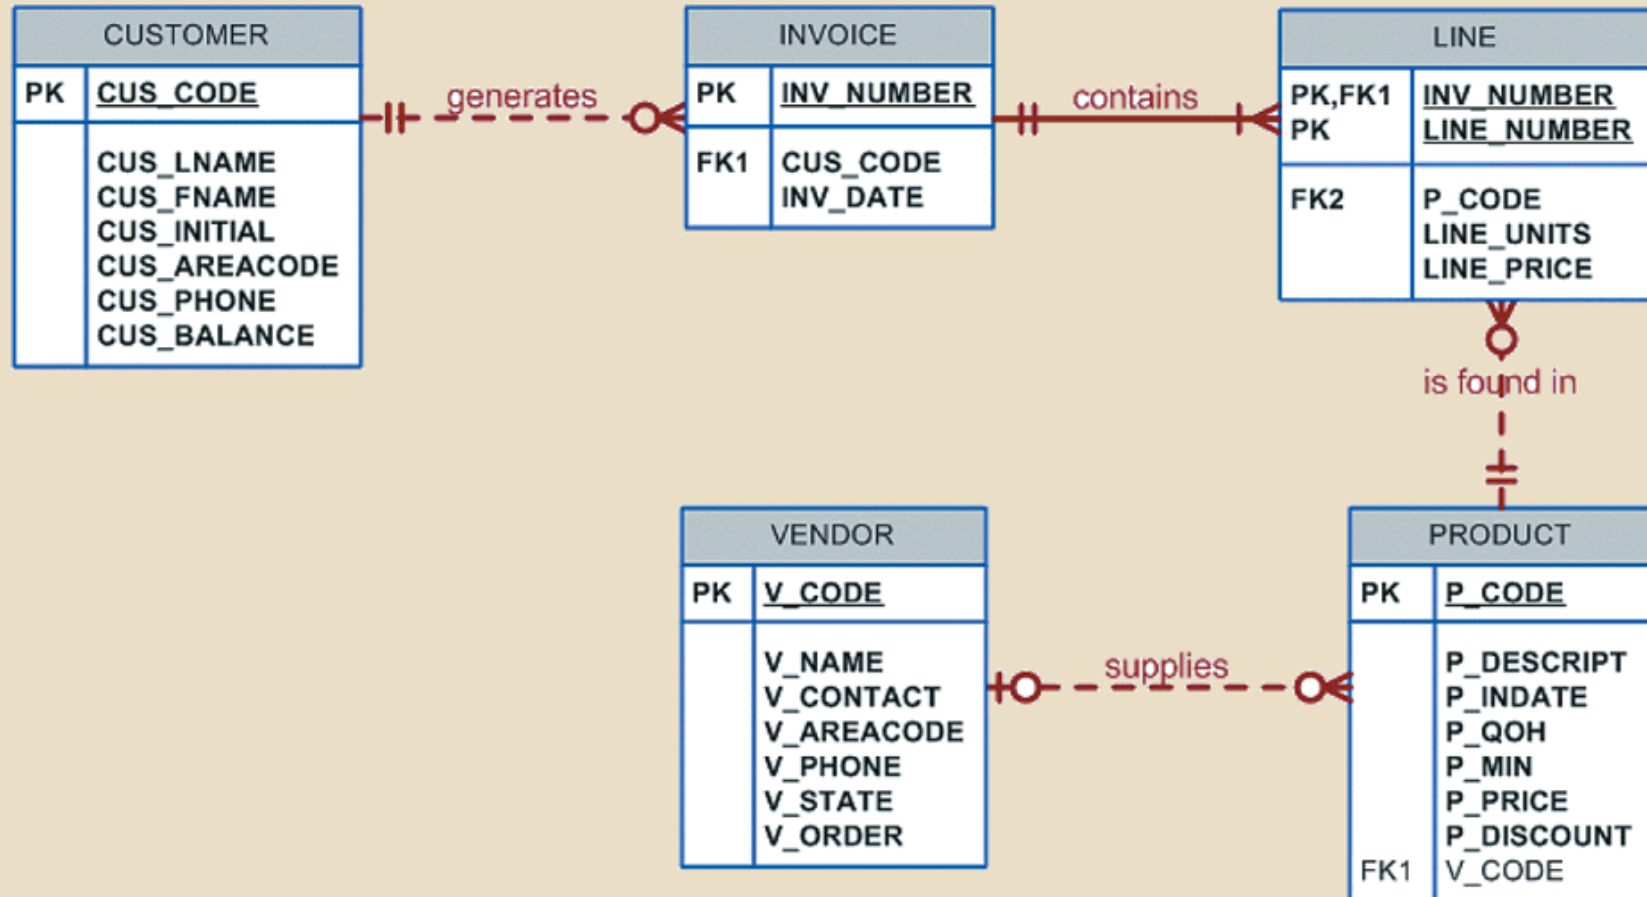 CUSTOMER
PK CUS_CODE
CUS_LNAME
CUS_FNAME
CUS_INITIAL
CUS_AREACODE
CUS_PHONE
CUS_BALANCE
generates
INVOICE
PK INV_NUMBER
FK1 CUS_CODE
INV_DATE
contains
LINE
PK,FK1 INV_NUMBER
PK LINE_NUMBER
FK2 P_CODE
LINE_UNITS
LINE_PRICE
is found in
VENDOR
PK V_CODE
V_NAME
V_CONTACT
V_AREACODE
V_PHONE
V_STATE
V_ORDER
supplies
PRODUCT
PK P_CODE
P_DESCRIPT
P_INDATE
P_QOH
P_MIN
P_PRICE
P_DISCOUNT
FK1 V_CODE